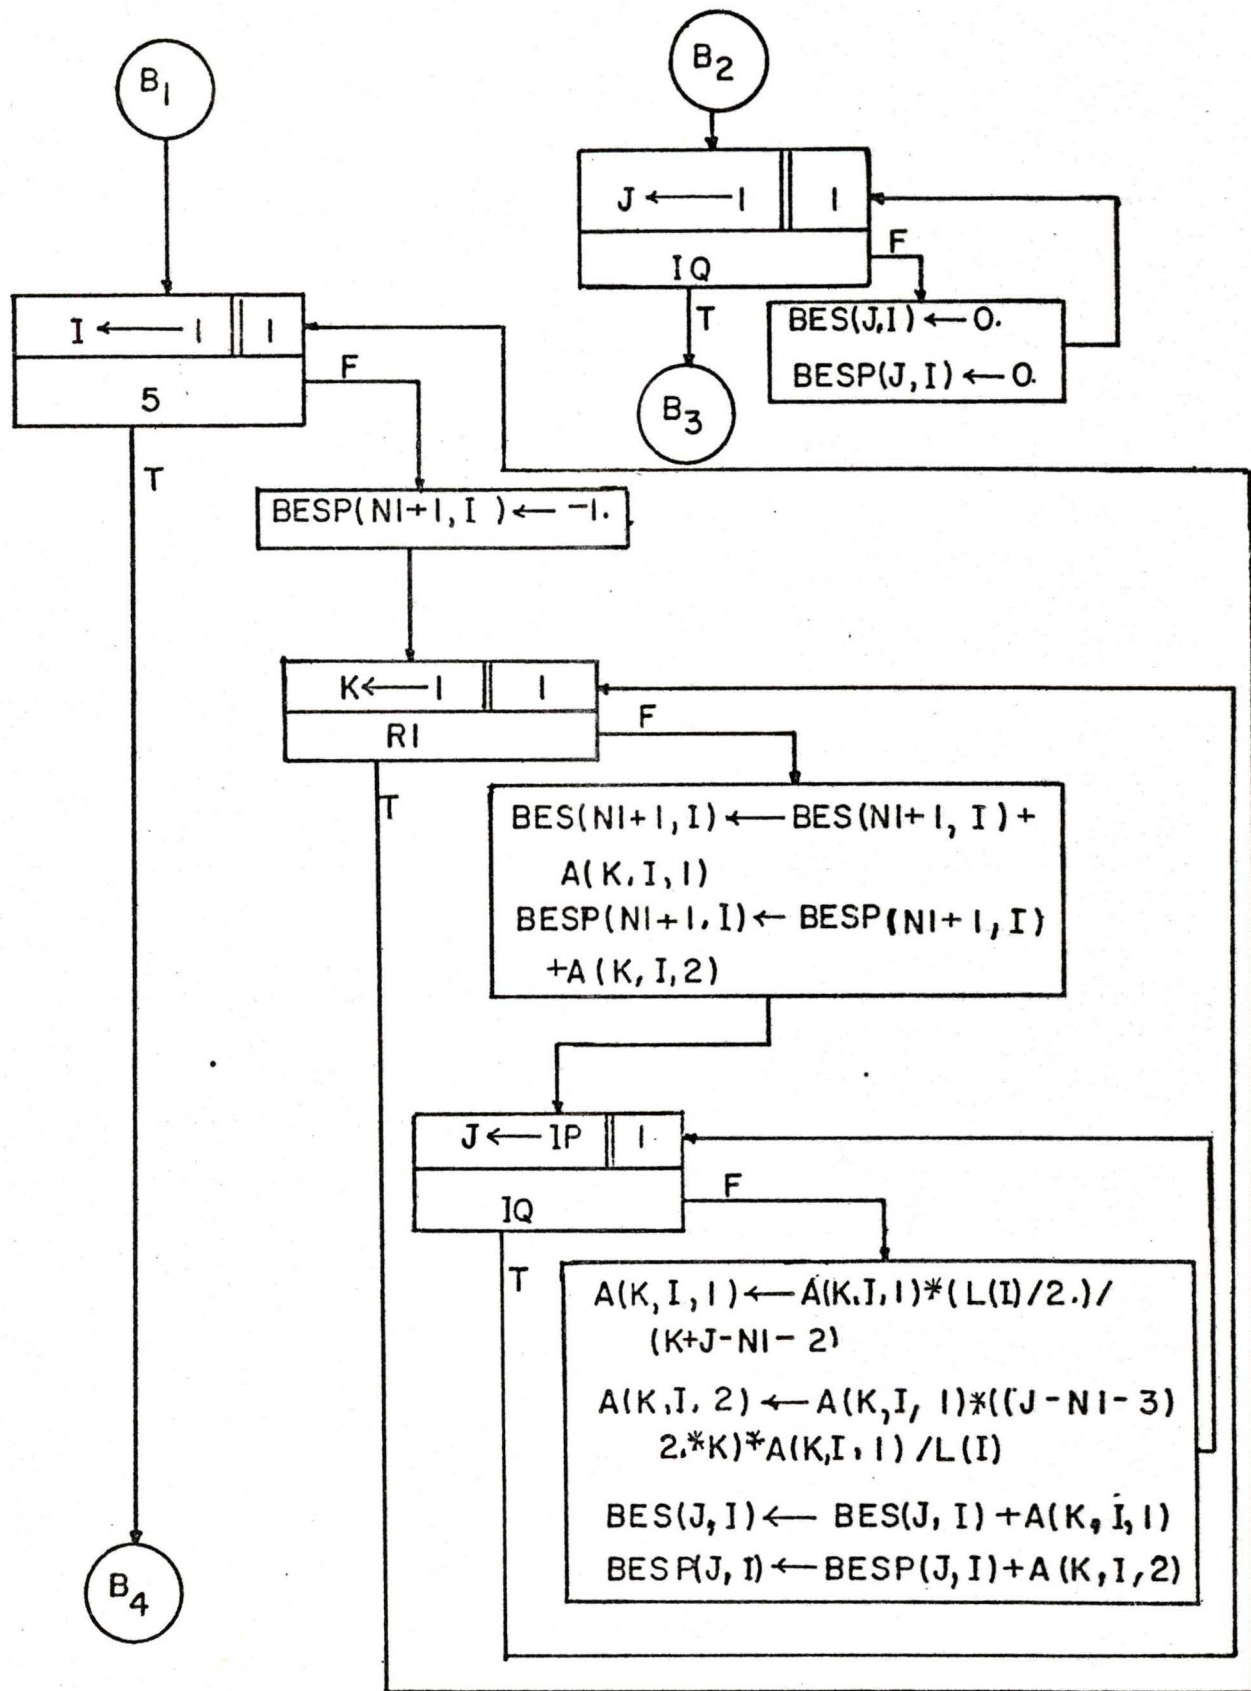 B1
I ← 1 1
5
F
T
BESP(N1+1, I ) ← -1.
K ← 1 1
R1
F
T
BES(N1+1, I) ← BES(N1+1, I) +
A(K, I, 1)
BESP(N1+1, I) ← BESP(N1+1, I)
+A(K, I, 2)
J ← IP 1
IQ
F
T
A(K, I, 1) ← A(K, I, 1)*(L(I)/2.)/
(K+J-N1-2)
A(K, I, 2) ← A(K, I, 1)*((J-N1-3)
2.*K)*A(K, I, 1)/L(I)
BES(J, I) ← BES(J, I) +A(K, I, 1)
BESP(J, I) ← BESP(J, I)+A(K, I, 2)
B4
B2
J ← 1 1
IQ
F
T
BES(J, I) ← 0.
BESP(J, I) ← 0.
B3